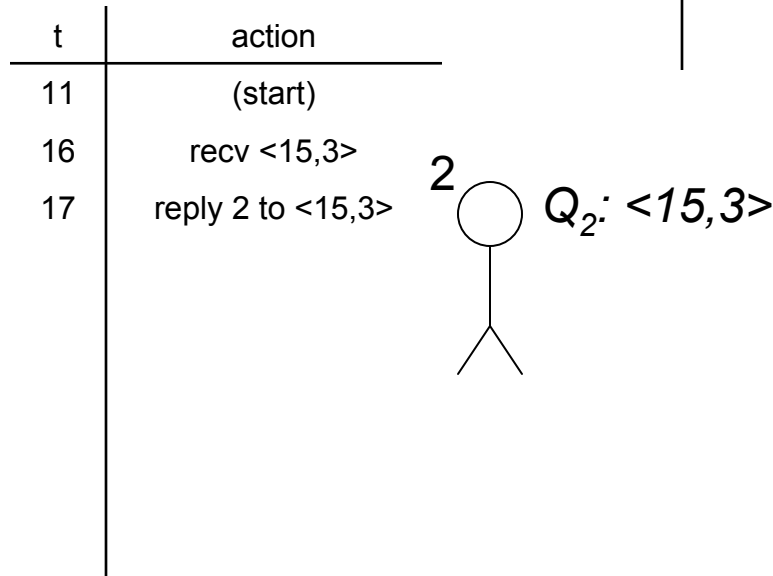 t action
11 (start)
16 recv <15,3>
17 reply 2 to <15,3>
2
Q₂: <15,3>